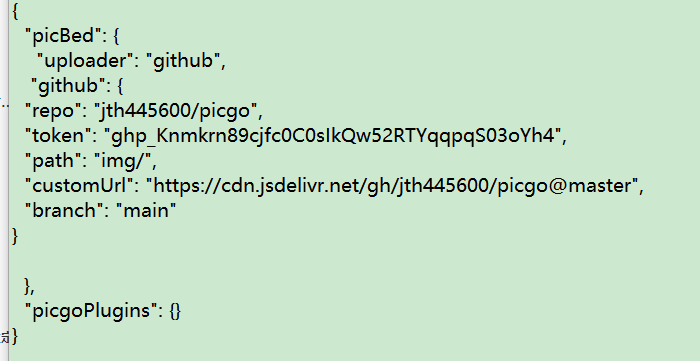 {
"picBed": {
"uploader": "github",
"github": {
"repo": "jth445600/picgo",
"token": "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",
"path": "img/",
"customUrl": "https://cdn.jsdelivr.net/gh/jth445600/picgo@master",
"branch": "main"
}
},
"picgoPlugins": {}
}